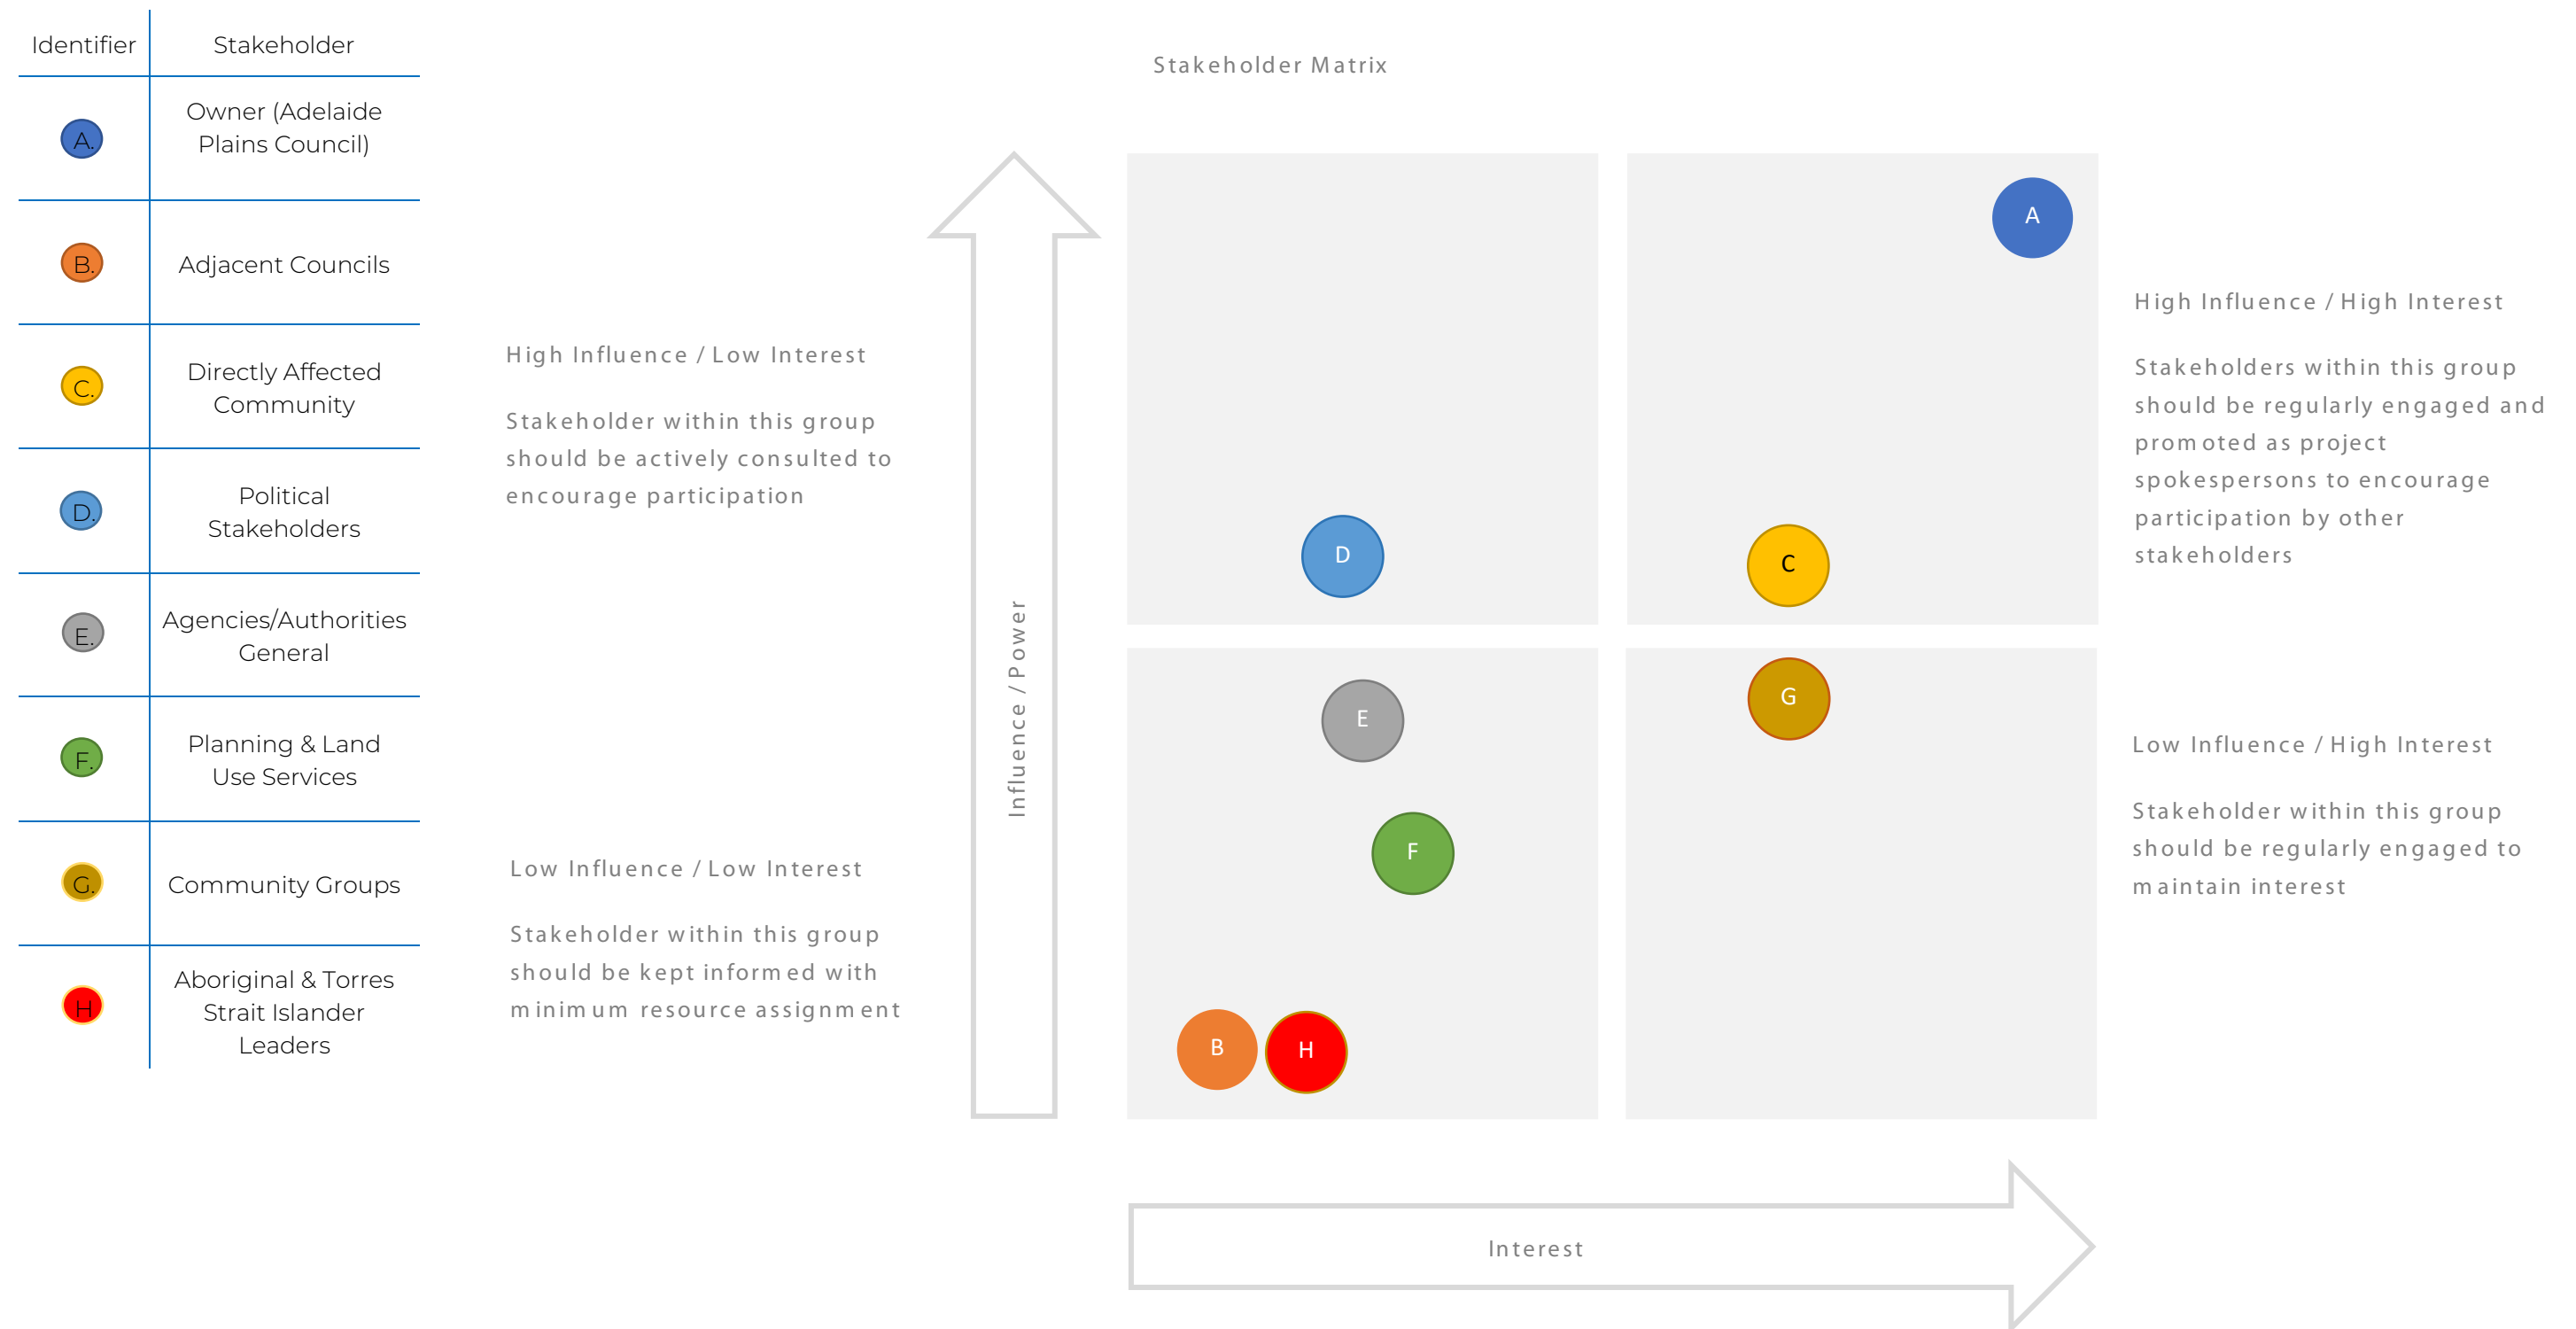 Identifier Stakeholder
A. Owner (Adelaide
Plains Council)
B. Adjacent Councils
C. Directly Affected
Community
D. Political
Stakeholders
E. Agencies/Authorities
General
F. Planning & Land
Use Services
G. Community Groups
H Aboriginal & Torres
Strait Islander
Leaders
High Influence / Low Interest
Stakeholder within this group
should be actively consulted to
encourage participation
Low Influence / Low Interest
Stakeholder within this group
should be kept informed with
minimum resource assignment
Influence / Power
Stakeholder Matrix
A
D
C
E
G
F
B
H
Interest
High Influence / High Interest
Stakeholders within this group
should be regularly engaged and
promoted as project
spokespersons to encourage
participation by other
stakeholders
Low Influence / High Interest
Stakeholder within this group
should be regularly engaged to
maintain interest